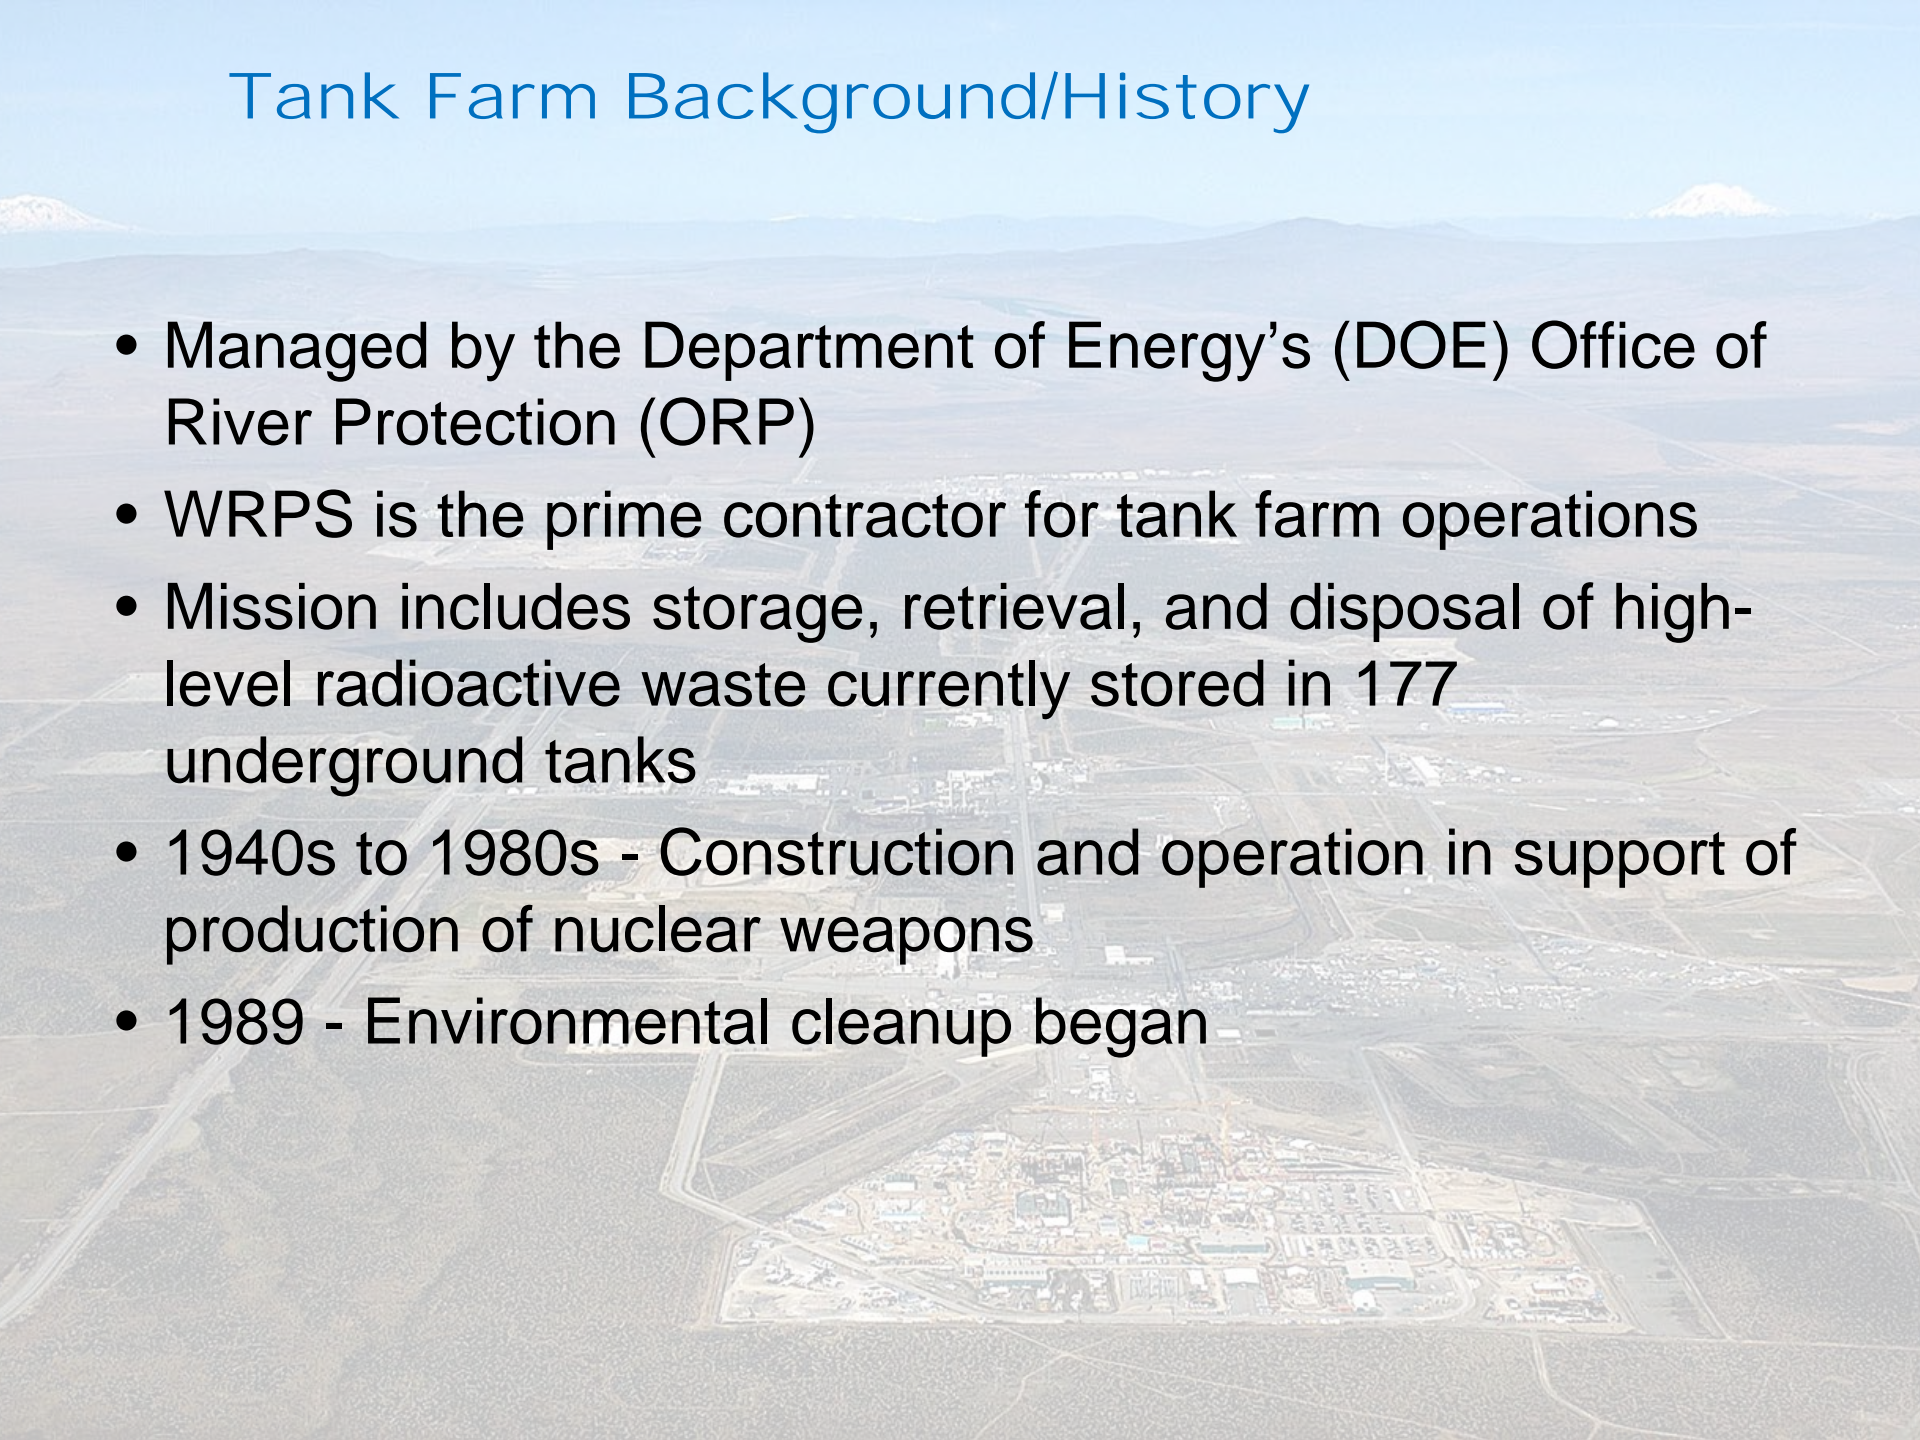 Tank Farm Background/History
• Managed by the Department of Energy’s (DOE) Office of
River Protection (ORP)
• WRPS is the prime contractor for tank farm operations
• Mission includes storage, retrieval, and disposal of high-
level radioactive waste currently stored in 177
underground tanks
• 1940s to 1980s - Construction and operation in support of
production of nuclear weapons
• 1989 - Environmental cleanup began